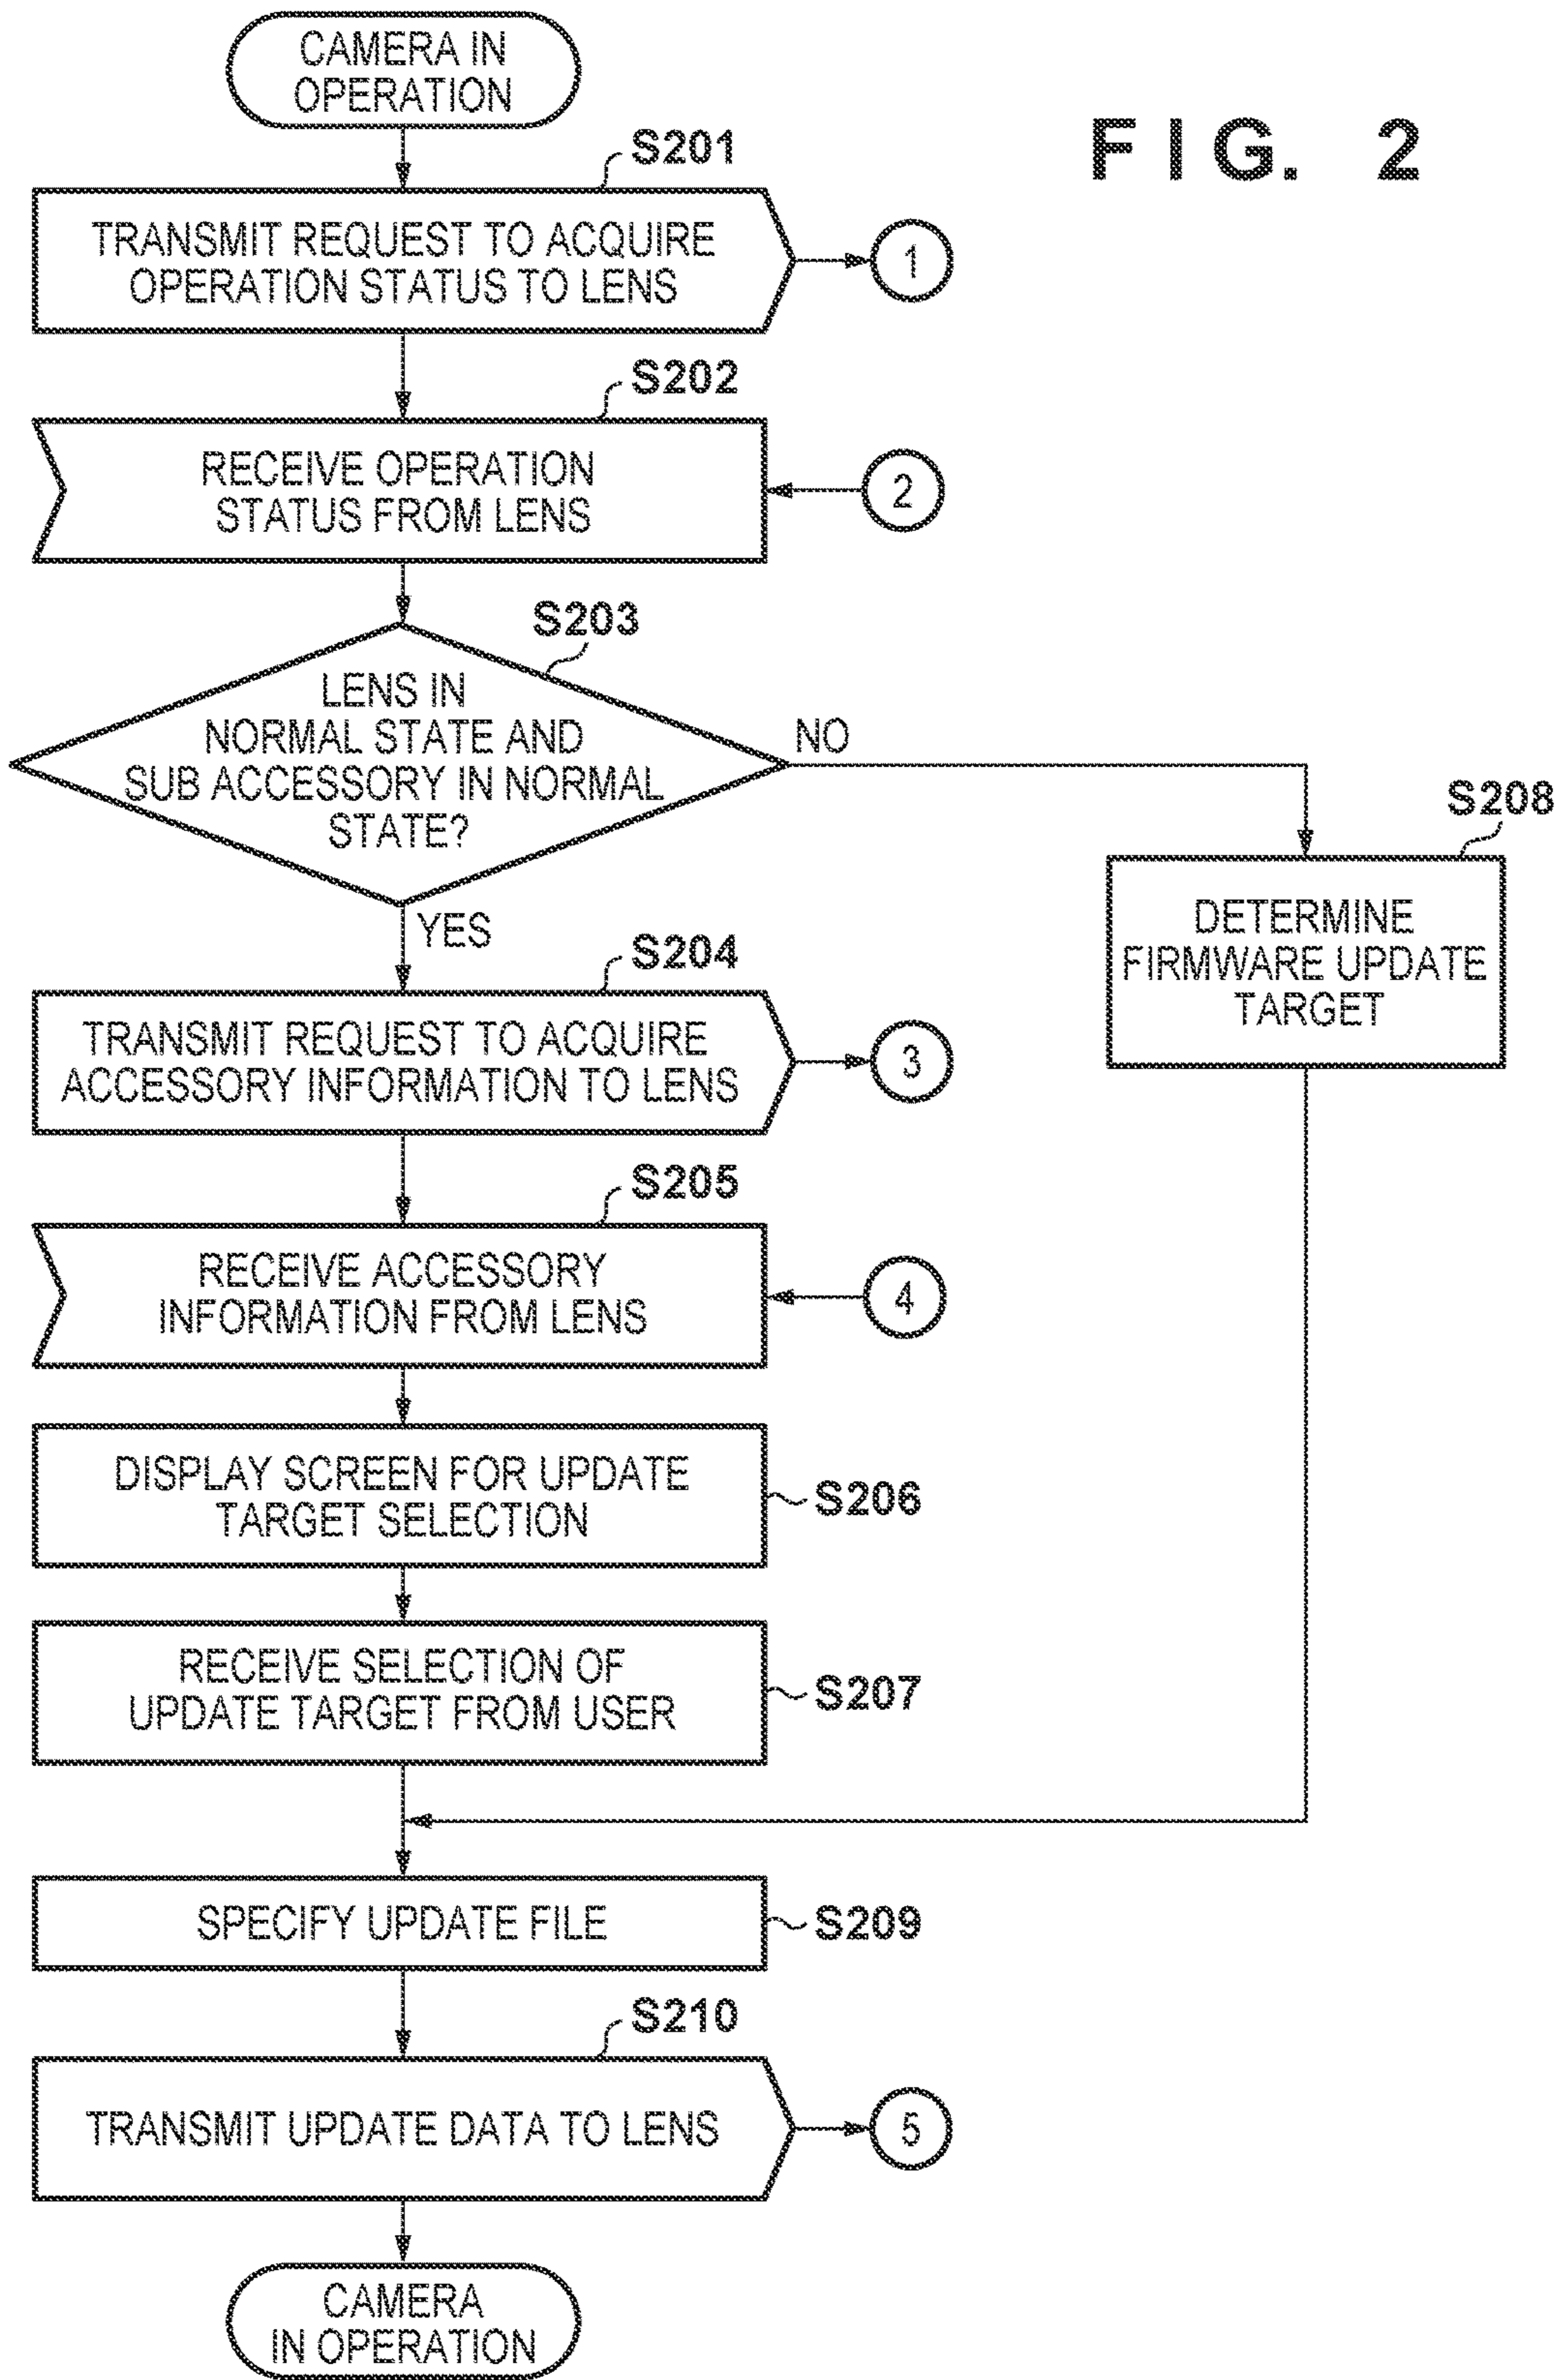 CAMERA IN
OPERATION
FIG. 2
S201
TRANSMIT REQUEST TO ACQUIRE
OPERATION STATUS TO LENS
1
S202
RECEIVE OPERATION
STATUS FROM LENS
2
S203
LENS IN
NORMAL STATE AND
SUB ACCESSORY IN NORMAL
STATE?
NO
YES
S208
DETERMINE
FIRMWARE UPDATE
TARGET
S204
TRANSMIT REQUEST TO ACQUIRE
ACCESSORY INFORMATION TO LENS
3
S205
RECEIVE ACCESSORY
INFORMATION FROM LENS
4
DISPLAY SCREEN FOR UPDATE
TARGET SELECTION
S206
RECEIVE SELECTION OF
UPDATE TARGET FROM USER
S207
SPECIFY UPDATE FILE
S209
S210
TRANSMIT UPDATE DATA TO LENS
5
CAMERA
IN OPERATION